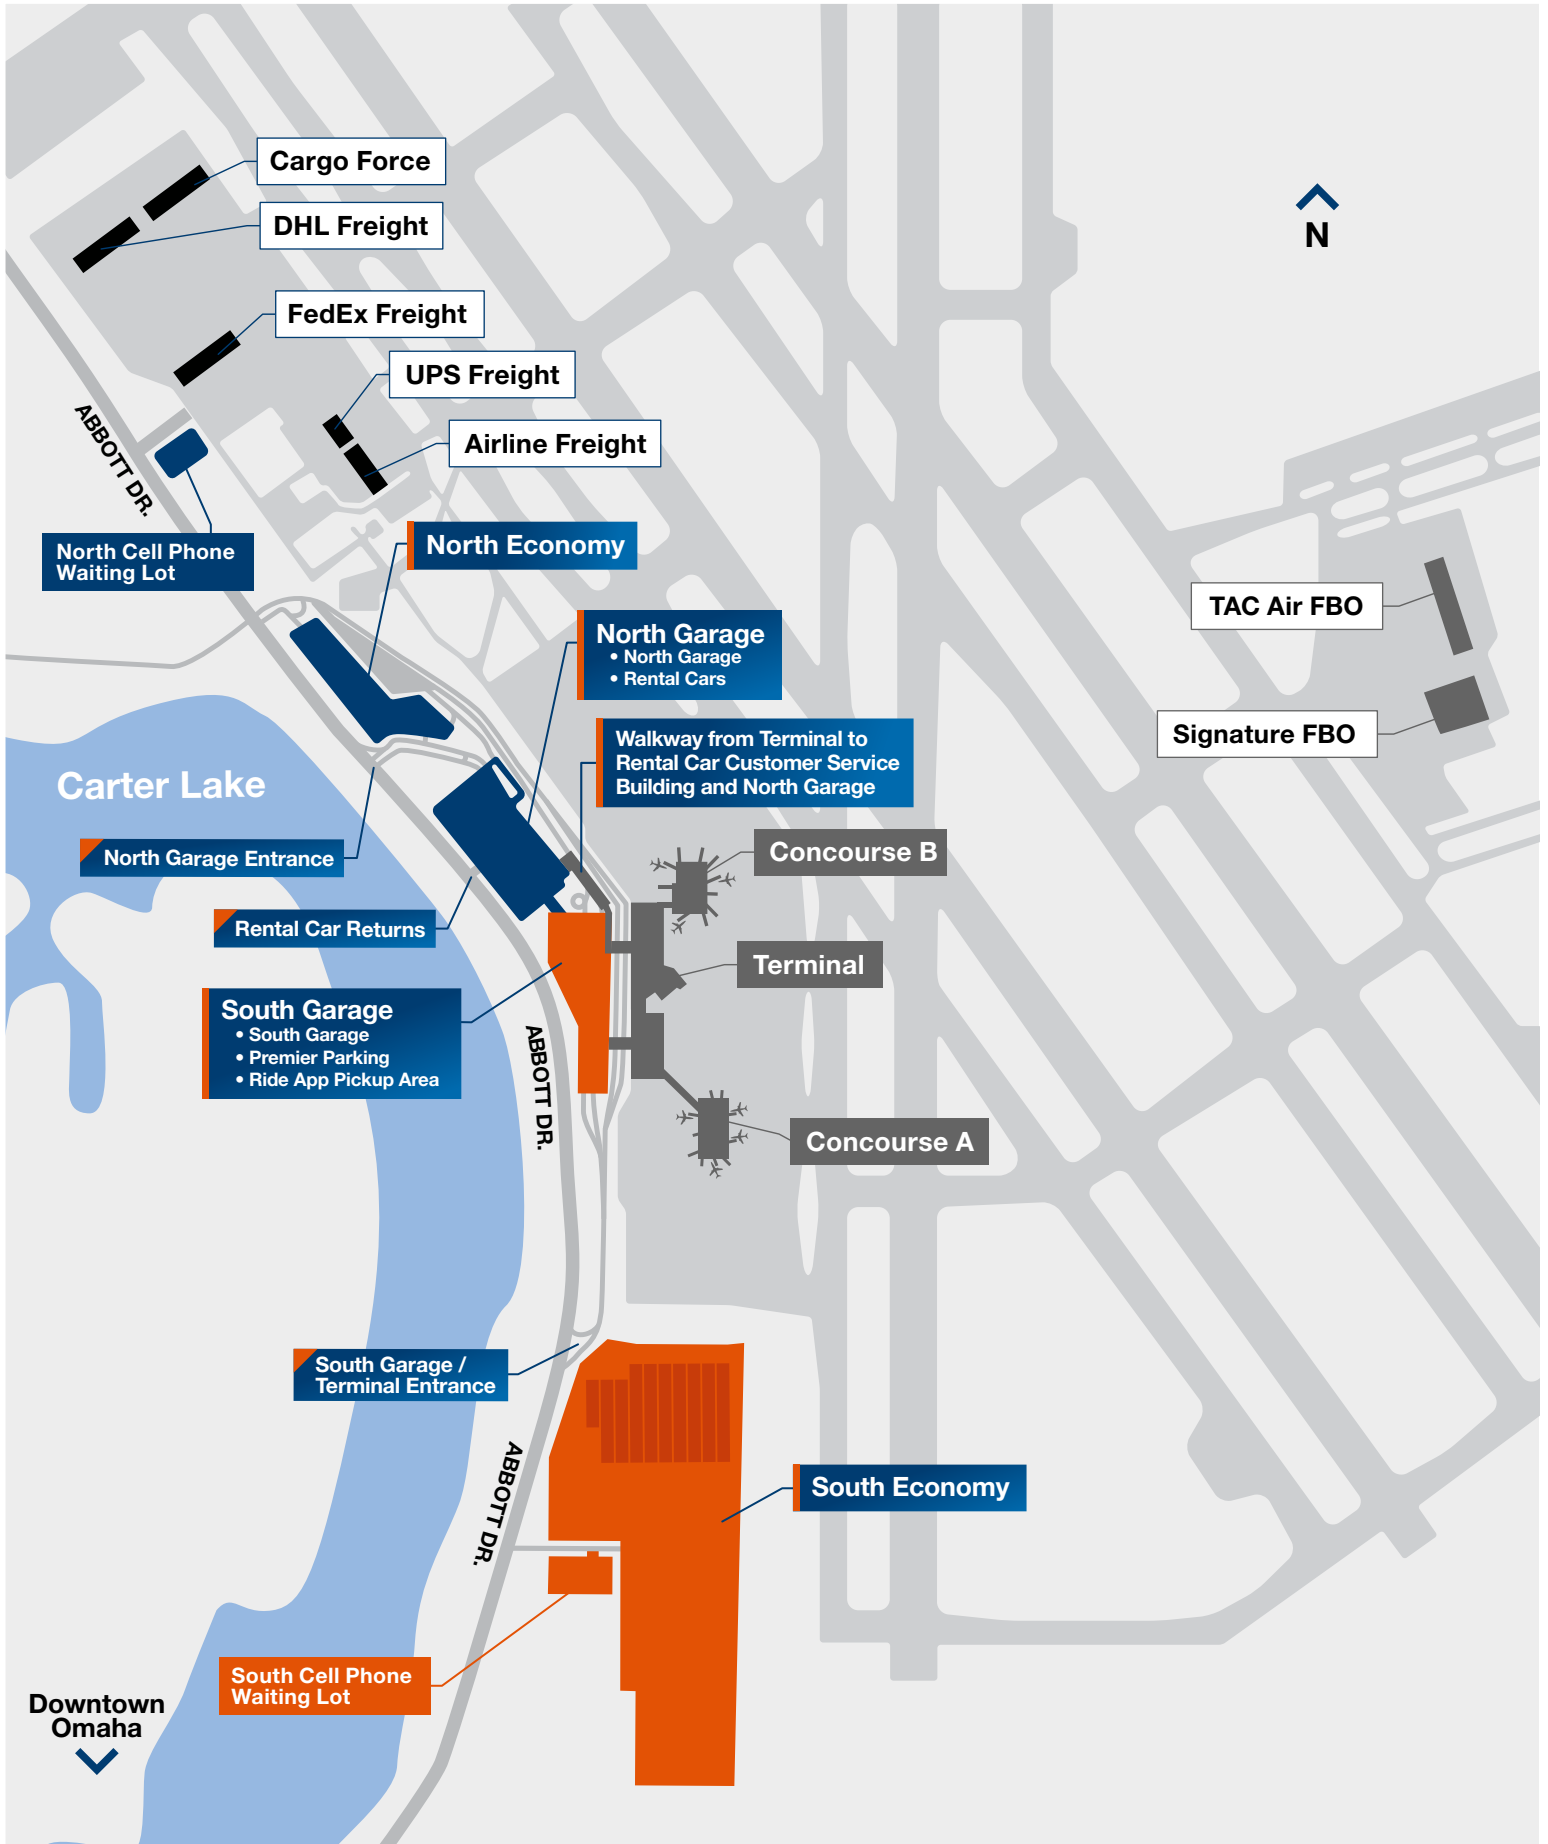 Cargo Force
DHL Freight
N
FedEx Freight
UPS Freight
ABBOTT DR.
Airline Freight
North Cell Phone
Waiting Lot
North Economy
TAC Air FBO
North Garage
• North Garage
• Rental Cars
Signature FBO
Walkway from Terminal to
Rental Car Customer Service
Building and North Garage
Carter Lake
North Garage Entrance
Concourse B
Rental Car Returns
Terminal
South Garage
• South Garage
• Premier Parking
• Ride App Pickup Area
ABBOTT DR.
Concourse A
South Garage /
Terminal Entrance
ABBOTT DR.
South Economy
South Cell Phone
Waiting Lot
Downtown
Omaha